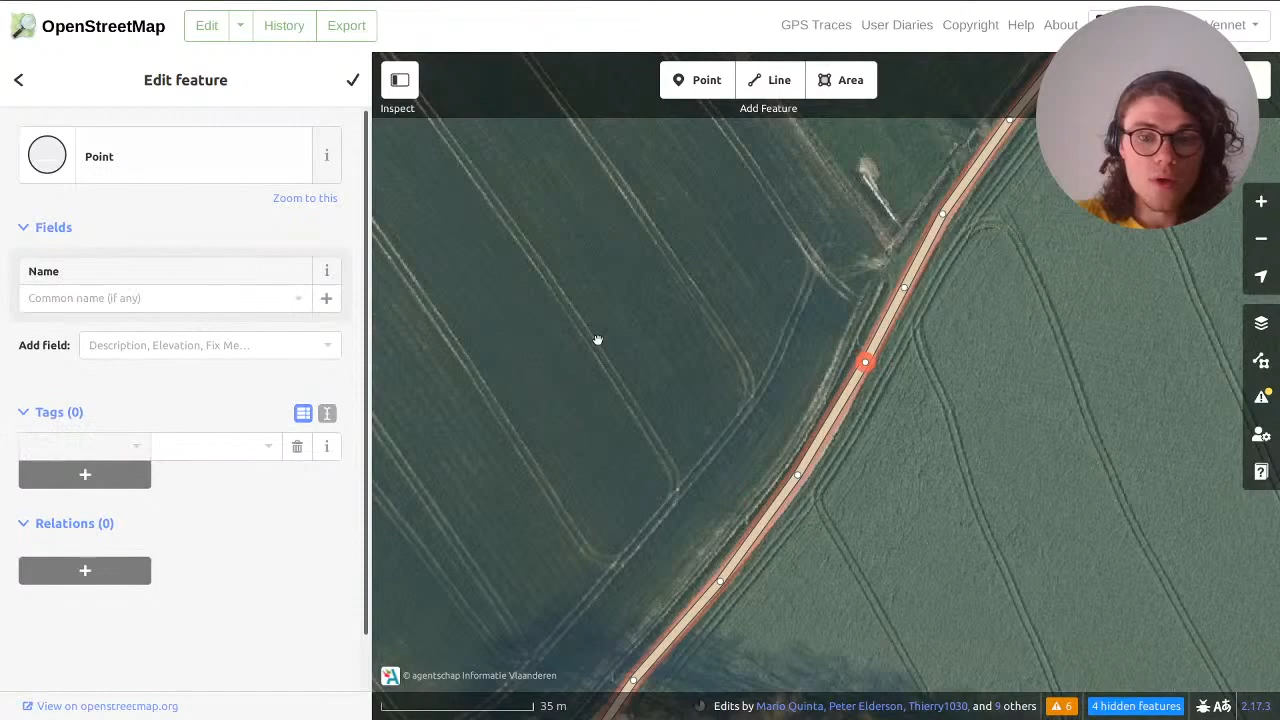 OpenStreetMap
Edit
History
Export
GPS Traces
User Diaries
Copyright
Help
About
Vennet
Edit feature
Point
Zoom to this
Fields
Name
Common name (if any)
Add field:
Description, Elevation, Fix Me...
Tags (0)
Relations (0)
View on openstreetmap.org
Inspect
Point
Line
Area
Add Feature
© agentschap Informatie Vlaanderen
35 m
Edits by Mario Quinta, Peter Elderson, Thierry1030, and 9 others
6
4 hidden features
2.17.3